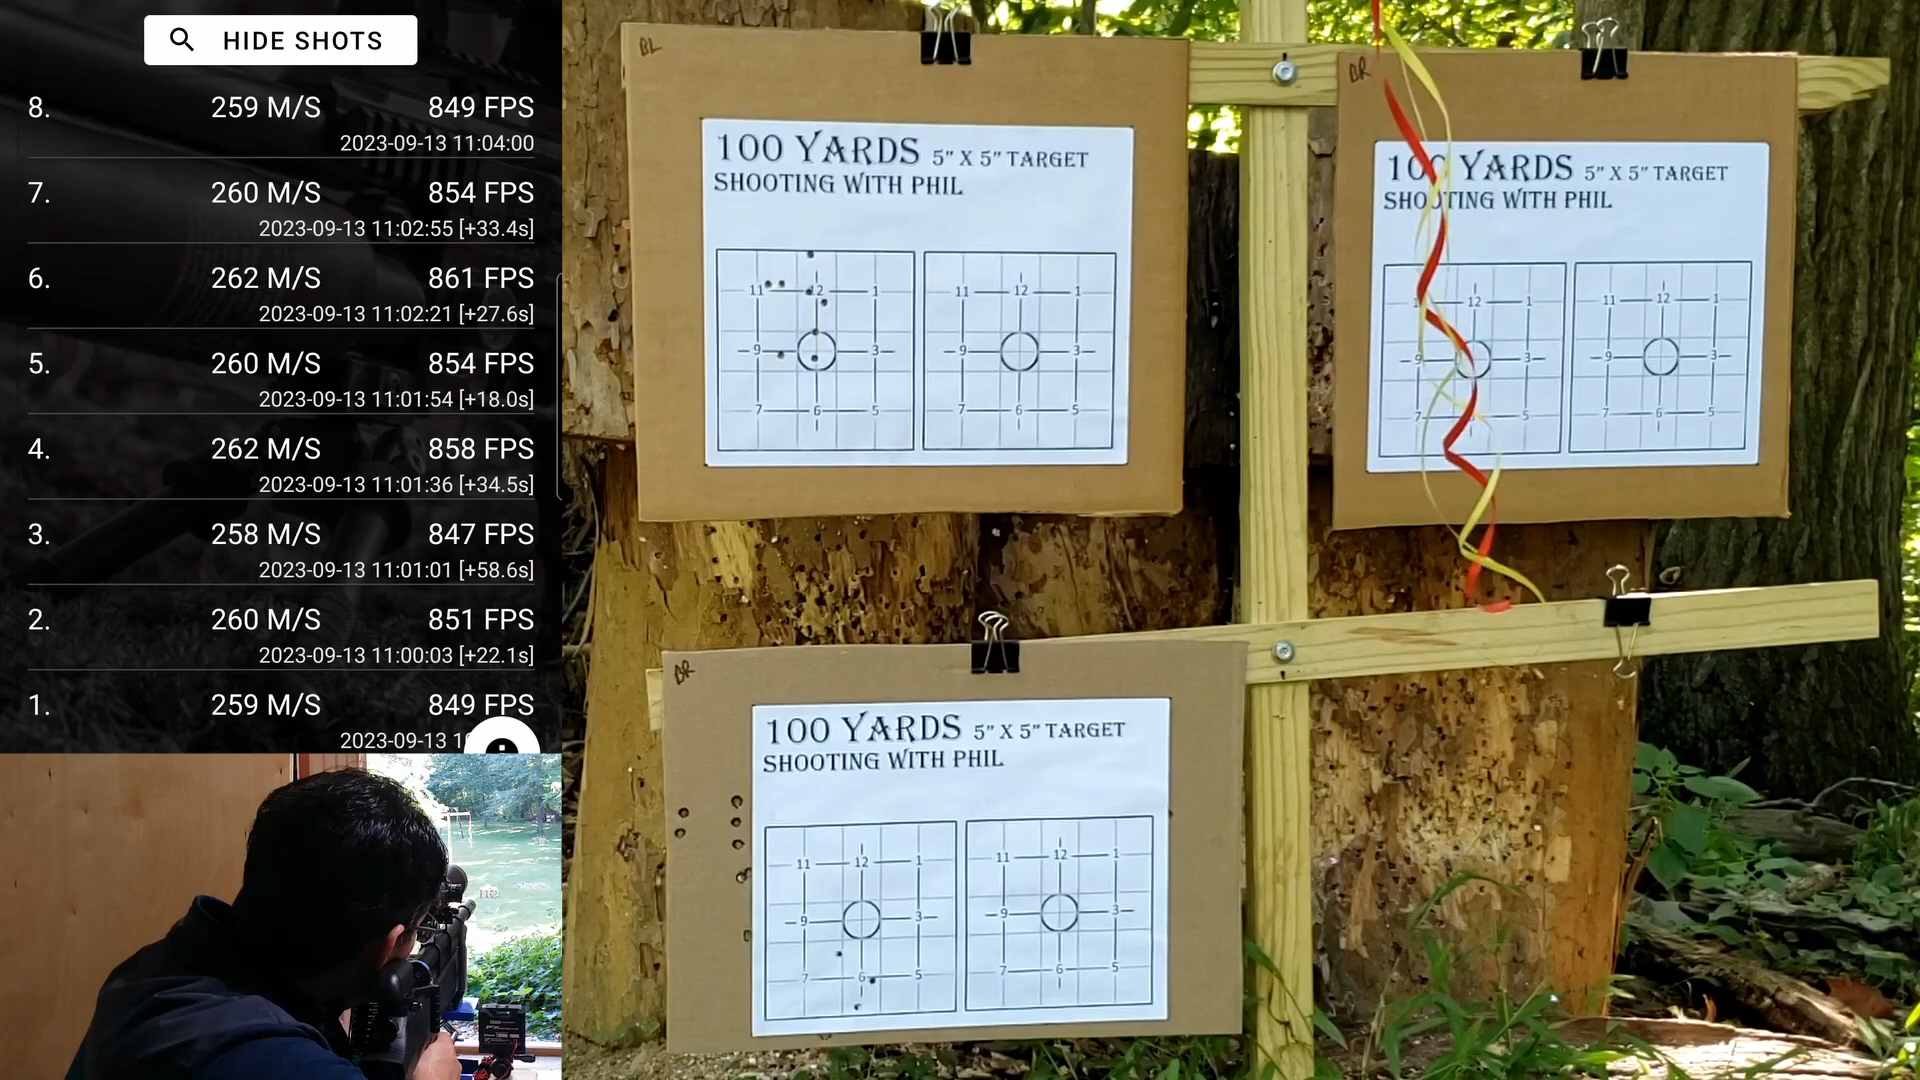 HIDE SHOTS
8. 259 M/S 849 FPS
2023-09-13 11:04:00
7. 260 M/S 854 FPS
2023-09-13 11:02:55 [+33.4s]
6. 262 M/S 861 FPS
2023-09-13 11:02:21 [+27.6s]
5. 260 M/S 854 FPS
2023-09-13 11:01:54 [+18.0s]
4. 262 M/S 858 FPS
2023-09-13 11:01:36 [+34.5s]
3. 258 M/S 847 FPS
2023-09-13 11:01:01 [+58.6s]
2. 260 M/S 851 FPS
2023-09-13 11:00:03 [+22.1s]
1. 259 M/S 849 FPS
2023-09-13
BL
100 YARDS 5" X 5" TARGET
SHOOTING WITH PHIL
11 12 1
9 3
7 6 5
11 12 1
9 3
7 6 5
BR
100 YARDS 5" X 5" TARGET
SHOOTING WITH PHIL
12 1
9 3
7 5
11 12 1
9 3
7 6 5
BR
100 YARDS 5" X 5" TARGET
SHOOTING WITH PHIL
11 12 1
9 3
7 6 5
11 12 1
9 3
7 6 5